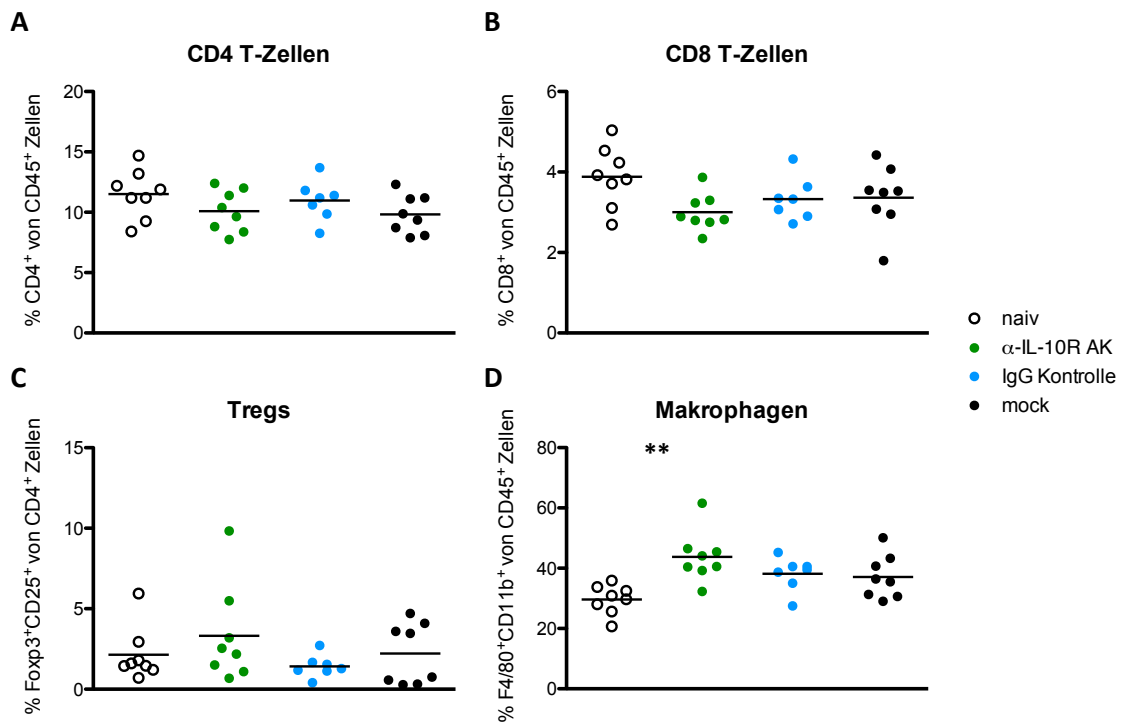 A
CD4 T-Zellen
% CD4⁺ von CD45⁺ Zellen
20
15
10
5
0
B
CD8 T-Zellen
% CD8⁺ von CD45⁺ Zellen
6
4
2
0
naiv
α-IL-10R AK
IgG Kontrolle
mock
C
Tregs
% Foxp3⁺CD25⁺ von CD4⁺ Zellen
15
10
5
0
D
Makrophagen
% F4/80⁺CD11b⁺ von CD45⁺ Zellen
80
60
40
20
0
**